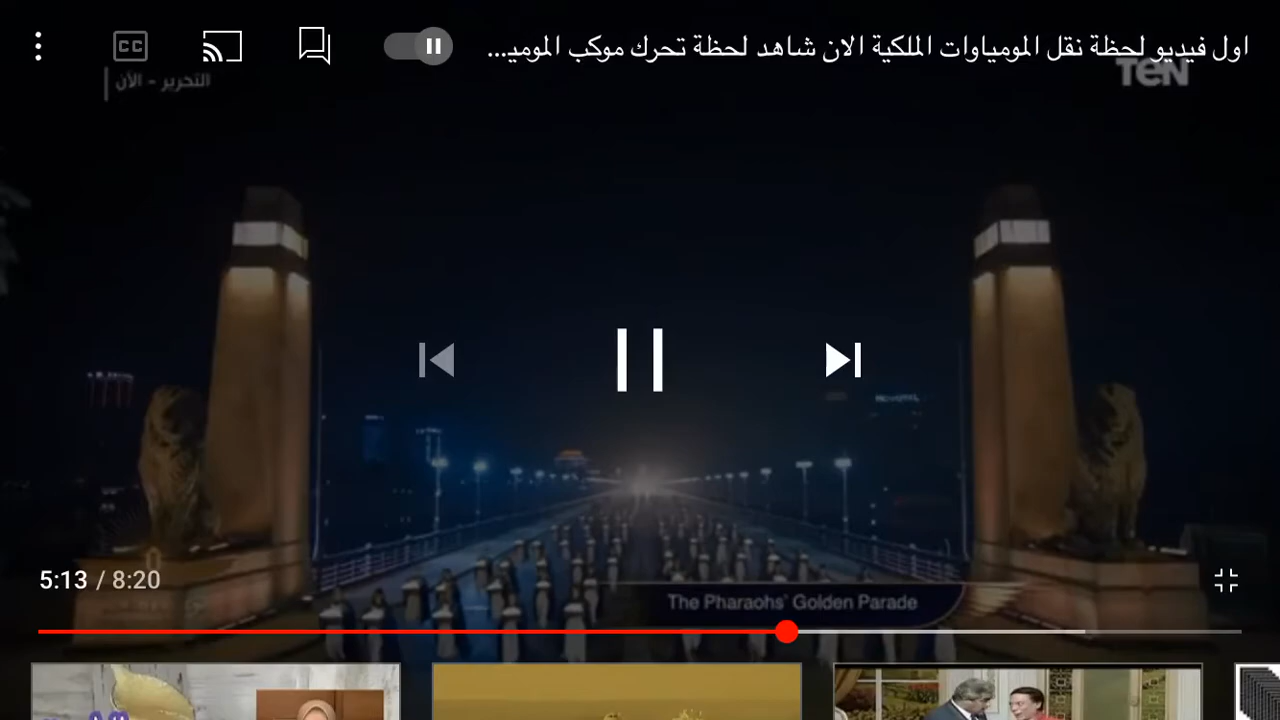 اول فيديو لحظة نقل المومياوات الملكية الان شاهد لحظة تحرك موكب المومي...
CC
TEN
التحرير - الآن
5:13 / 8:20
The Pharaohs' Golden Parade